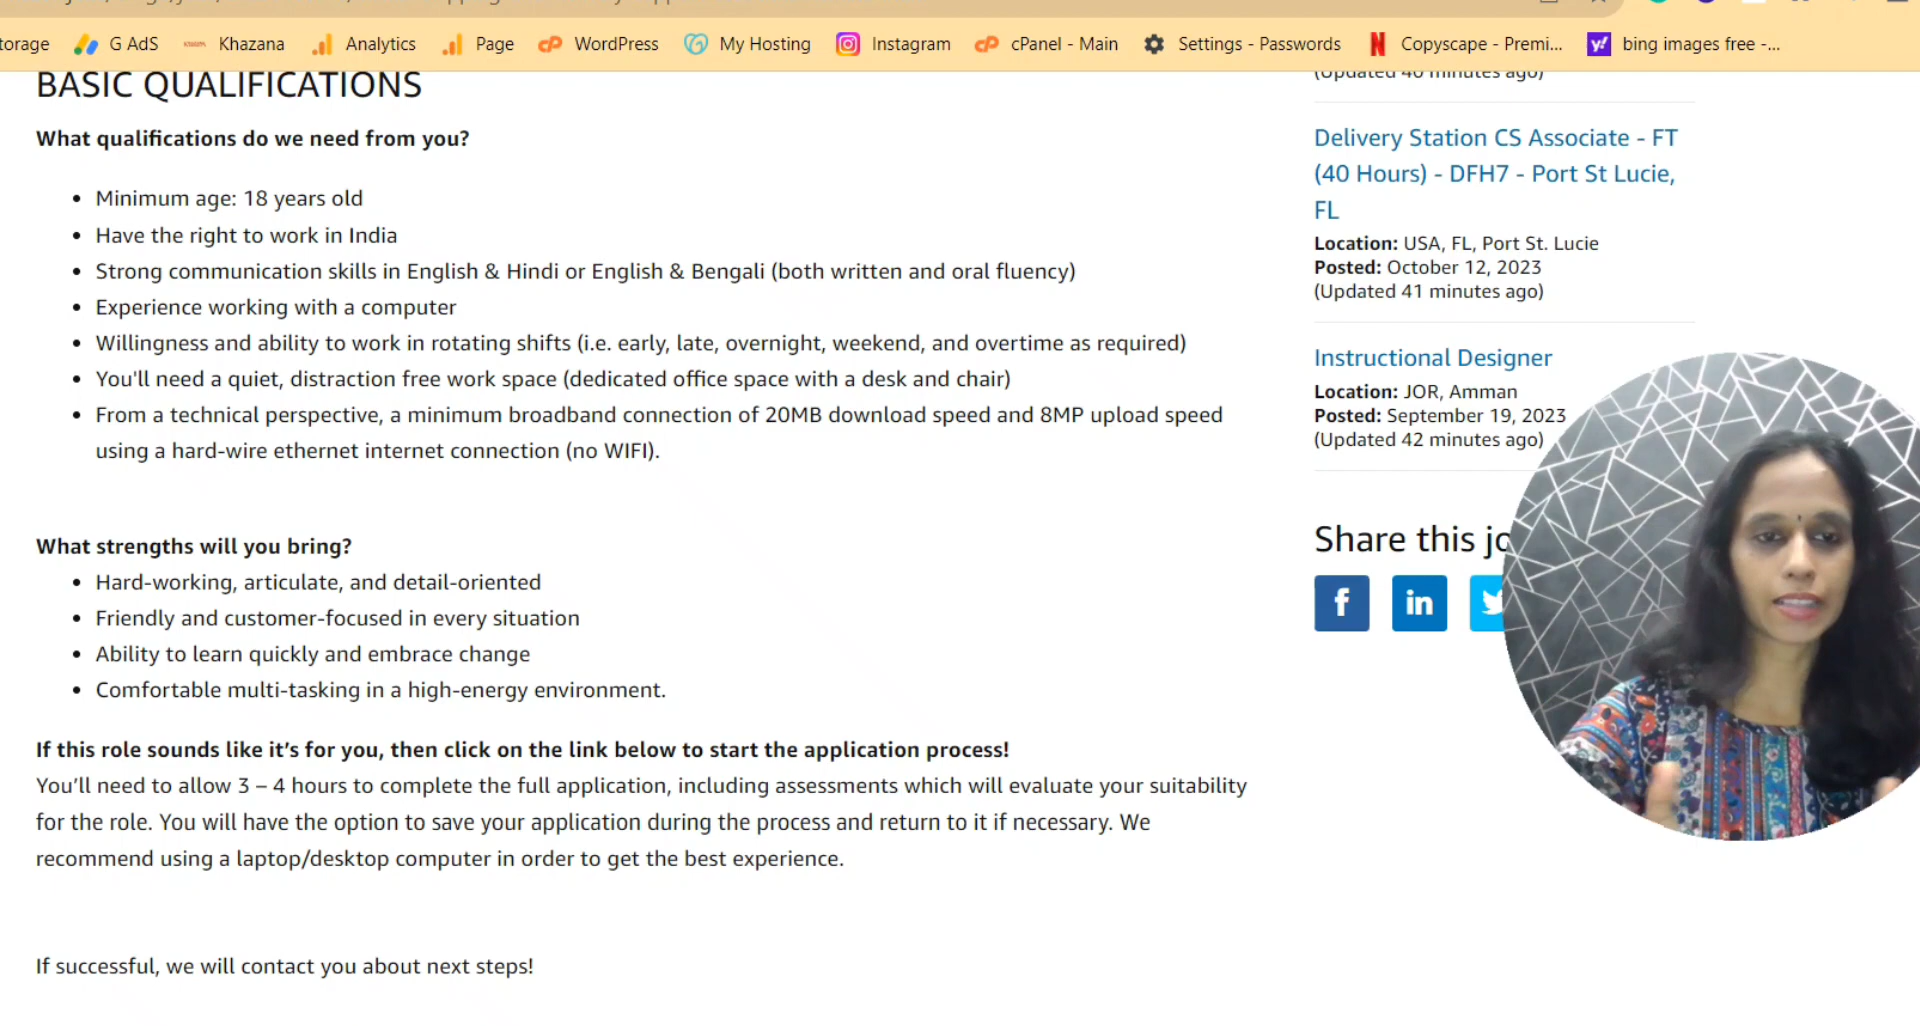 torage G AdS Khazana Analytics Page WordPress My Hosting Instagram cPanel - Main Settings - Passwords Copyscape - Premi... bing images free -...
BASIC QUALIFICATIONS
What qualifications do we need from you?
• Minimum age: 18 years old
• Have the right to work in India
• Strong communication skills in English & Hindi or English & Bengali (both written and oral fluency)
• Experience working with a computer
• Willingness and ability to work in rotating shifts (i.e. early, late, overnight, weekend, and overtime as required)
• You'll need a quiet, distraction free work space (dedicated office space with a desk and chair)
• From a technical perspective, a minimum broadband connection of 20MB download speed and 8MP upload speed
using a hard-wire ethernet internet connection (no WIFI).
What strengths will you bring?
• Hard-working, articulate, and detail-oriented
• Friendly and customer-focused in every situation
• Ability to learn quickly and embrace change
• Comfortable multi-tasking in a high-energy environment.
If this role sounds like it’s for you, then click on the link below to start the application process!
You’ll need to allow 3 – 4 hours to complete the full application, including assessments which will evaluate your suitability
for the role. You will have the option to save your application during the process and return to it if necessary. We
recommend using a laptop/desktop computer in order to get the best experience.
If successful, we will contact you about next steps!
(Updated 40 minutes ago)
Delivery Station CS Associate - FT
(40 Hours) - DFH7 - Port St Lucie,
FL
Location: USA, FL, Port St. Lucie
Posted: October 12, 2023
(Updated 41 minutes ago)
Instructional Designer
Location: JOR, Amman
Posted: September 19, 2023
(Updated 42 minutes ago)
Share this jo